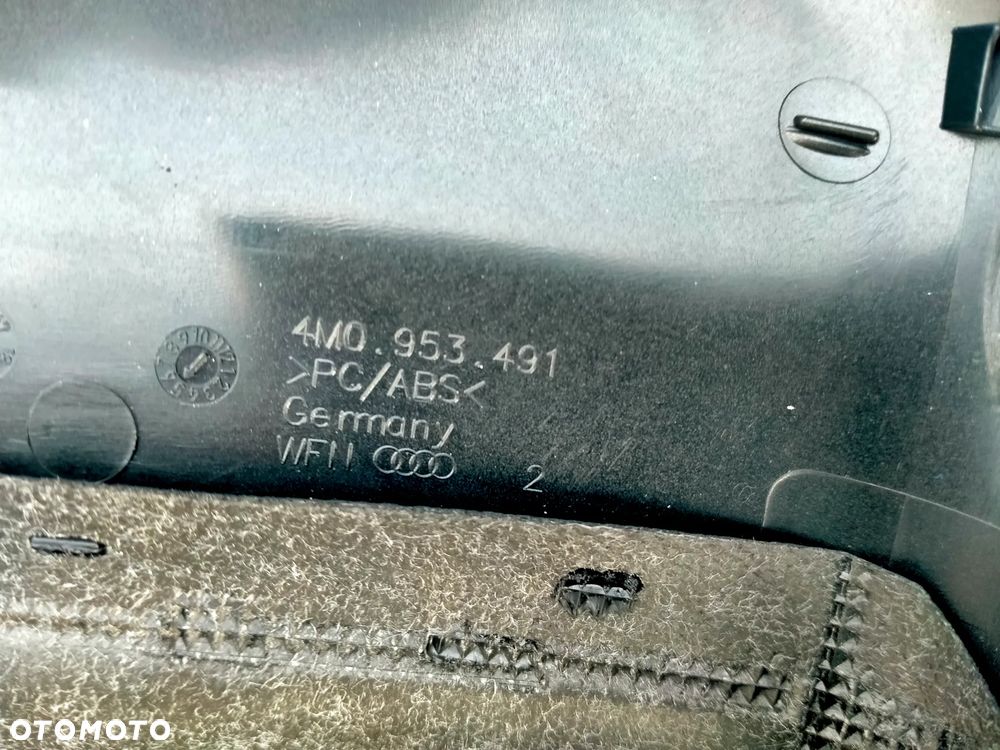 4M0.953.491
>PC/ABS<
Germany
WFN 2
OTOMOTO